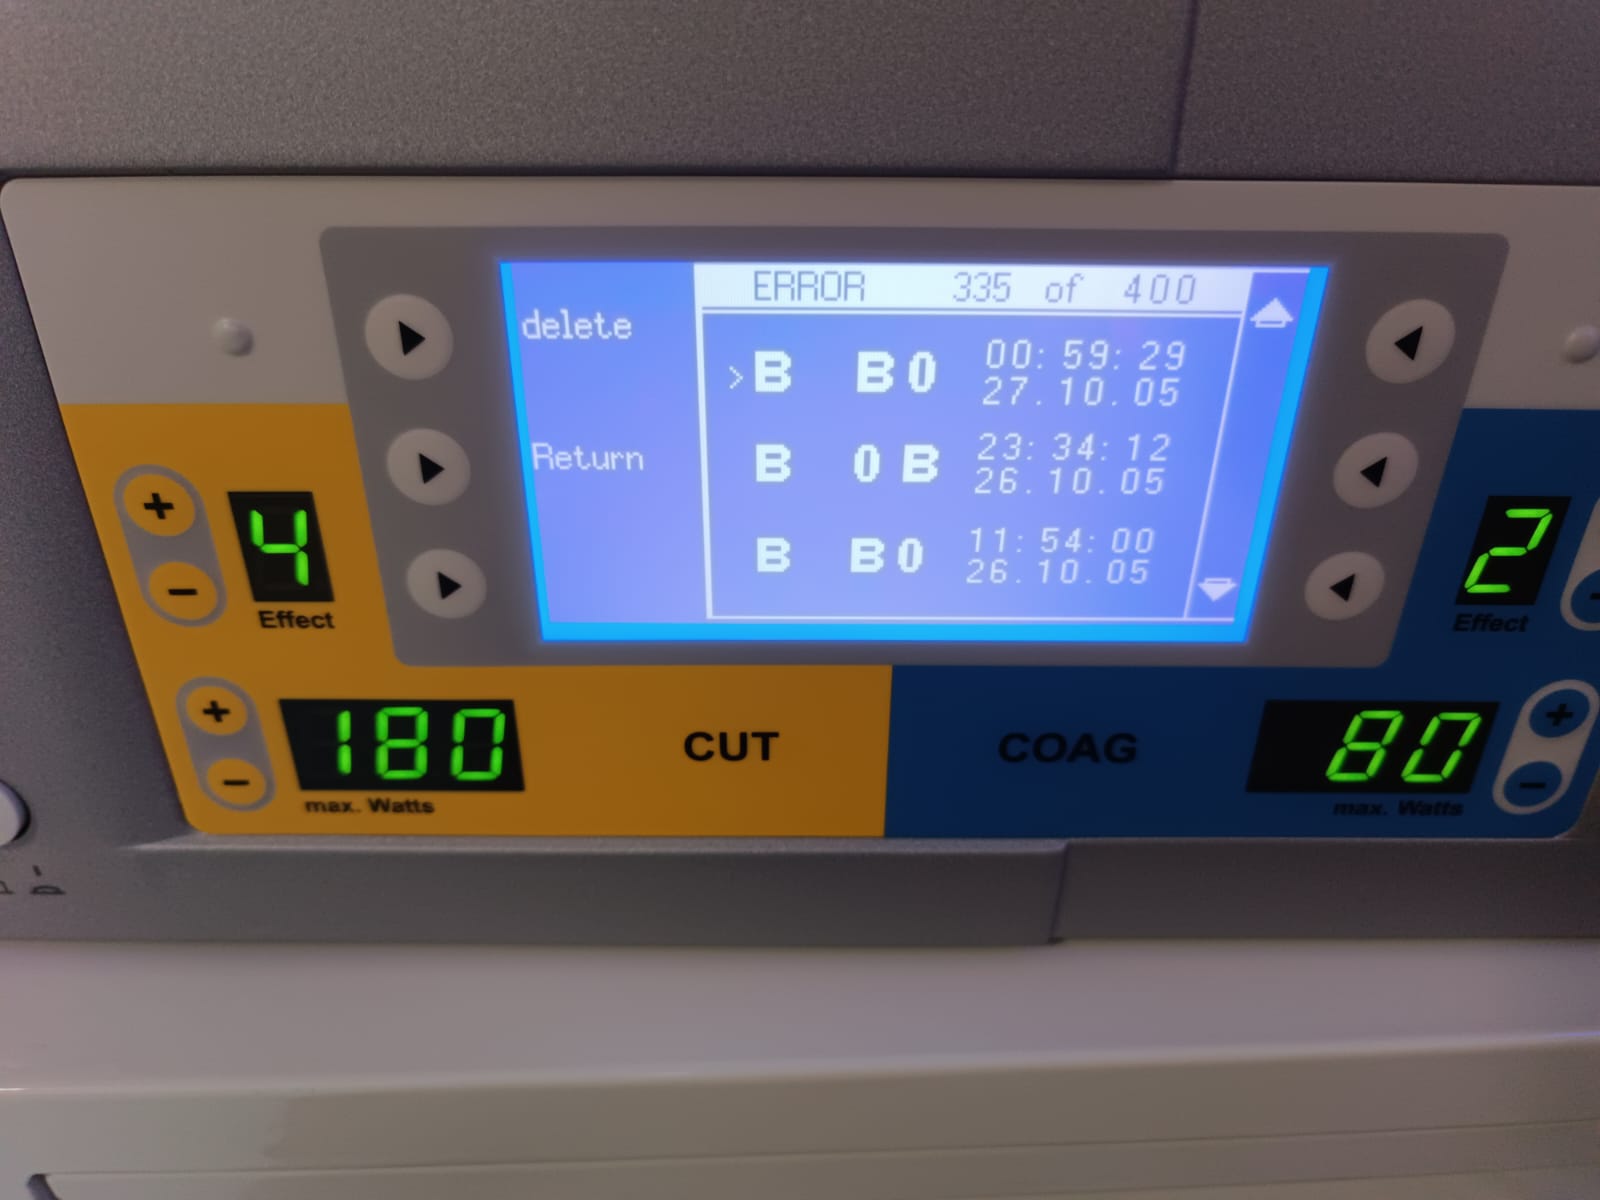 ERROR 335 of 400
delete
> B B0 00:59:29
27.10.05
Return
B 0B 23:34:12
26.10.05
B B0 11:54:00
26.10.05
+
4
-
Effect
2
-
Effect
+
180
-
max. Watts
CUT
COAG
80
+
-
max. Watts